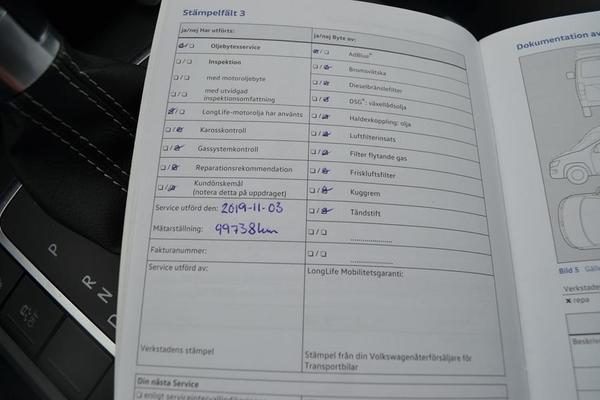 Stämpelfält 3
Dokumentation av
ja/nej Har utförts:
ja/nej Byte av:
Oljebytesservice
AdBlue®
Inspektion
Bromsvätska
med motoroljebyte
Dieselbränslefilter
med utvidgad
inspektionsomfattning
DSG®: växellådsolja
LongLife-motorolja har använts
Haldexkoppling: olja
Karosskontroll
Luftfilterinsats
Gassystemkontroll
Filter flytande gas
Reparationsrekommendation
Friskluftsfilter
Kundönskemål
(notera detta på uppdraget)
Kuggrem
Service utförd den: 2019-11-03
Tändstift
Mätarställning: 99738km
Fakturanummer:
Service utförd av:
LongLife Mobilitetsgaranti:
Verkstadens stämpel
Stämpel från din Volkswagenåterförsäljare för
Transportbilar
Din nästa Service
Bild 5
Verkstaden
x repa
Beskriv
P
R
N
D